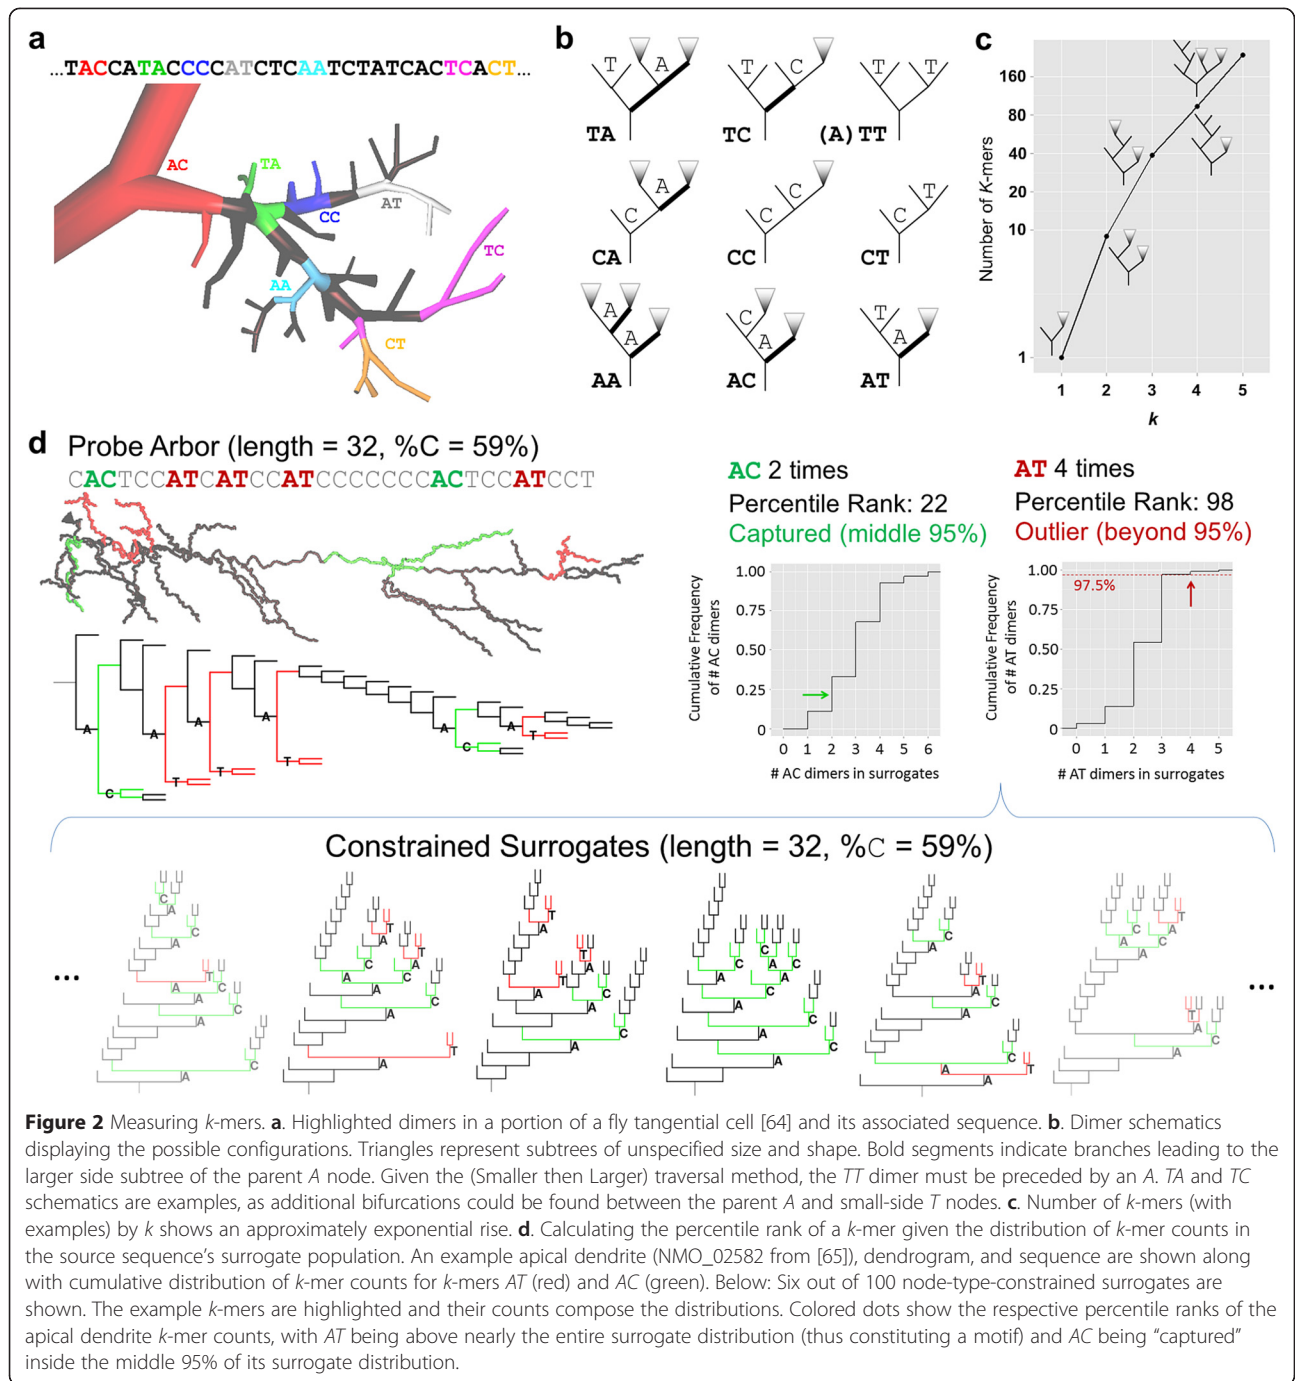 a
...TACCATACCCCATCTCAATCTATCACTCACT...
AC
TA
CC
AT
TC
AA
CT
b
T A
TA
T C
TC
T T
(A) TT
C A
CA
C C
CC
C T
CT
A A
AA
C A
AC
T A
AT
c
Number of K-mers
160
80
40
20
10
1
1 2 3 4 5
k
d Probe Arbor (length = 32, %C = 59%)
CACTCCATCATCCATCCCCCCCACTCCATCCT
A
A
A
A
A
A
C
T
T
T
C
T
AC 2 times
Percentile Rank: 22
Captured (middle 95%)
Cumulative Frequency
of # AC dimers
1.00
0.75
0.50
0.25
0
0 1 2 3 4 5 6
# AC dimers in surrogates
AT 4 times
Percentile Rank: 98
Outlier (beyond 95%)
Cumulative Frequency
of # AT dimers
1.00
97.5%
0.75
0.50
0.25
0
0 1 2 3 4 5
# AT dimers in surrogates
Constrained Surrogates (length = 32, %C = 59%)
...
...
Figure 2 Measuring k-mers. a. Highlighted dimers in a portion of a fly tangential cell [64] and its associated sequence. b. Dimer schematics
displaying the possible configurations. Triangles represent subtrees of unspecified size and shape. Bold segments indicate branches leading to the
larger side subtree of the parent A node. Given the (Smaller then Larger) traversal method, the TT dimer must be preceded by an A. TA and TC
schematics are examples, as additional bifurcations could be found between the parent A and small-side T nodes. c. Number of k-mers (with
examples) by k shows an approximately exponential rise. d. Calculating the percentile rank of a k-mer given the distribution of k-mer counts in
the source sequence's surrogate population. An example apical dendrite (NMO_02582 from [65]), dendrogram, and sequence are shown along
with cumulative distribution of k-mer counts for k-mers AT (red) and AC (green). Below: Six out of 100 node-type-constrained surrogates are
shown. The example k-mers are highlighted and their counts compose the distributions. Colored dots show the respective percentile ranks of the
apical dendrite k-mer counts, with AT being above nearly the entire surrogate distribution (thus constituting a motif) and AC being "captured"
inside the middle 95% of its surrogate distribution.